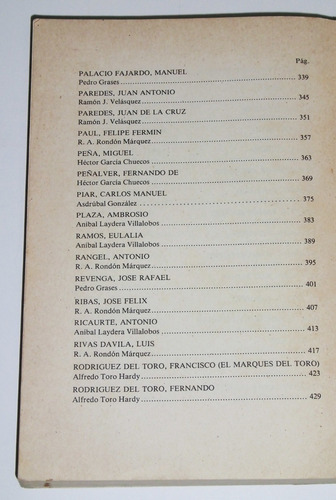 Pág.
PALACIO FAJARDO, MANUEL
Pedro Grases 339
PAREDES, JUAN ANTONIO
Ramón J. Velásquez 345
PAREDES, JUAN DE LA CRUZ
Ramón J. Velásquez 351
PAUL, FELIPE FERMIN
R. A. Rondón Márquez 357
PEÑA, MIGUEL
Héctor García Chuecos 363
PEÑALVER, FERNANDO DE
Héctor García Chuecos 369
PIAR, CARLOS MANUEL
Asdrúbal González 375
PLAZA, AMBROSIO
Aníbal Laydera Villalobos 383
RAMOS, EULALIA
Aníbal Laydera Villalobos 389
RANGEL, ANTONIO
R. A. Rondón Márquez 395
REVENGA, JOSE RAFAEL
Pedro Grases 401
RIBAS, JOSE FELIX
R. A. Rondón Márquez 407
RICAURTE, ANTONIO
Aníbal Laydera Villalobos 413
RIVAS DAVILA, LUIS
R. A. Rondón Márquez 417
RODRIGUEZ DEL TORO, FRANCISCO (EL MARQUES DEL TORO)
Alfredo Toro Hardy 423
RODRIGUEZ DEL TORO, FERNANDO
Alfredo Toro Hardy 429